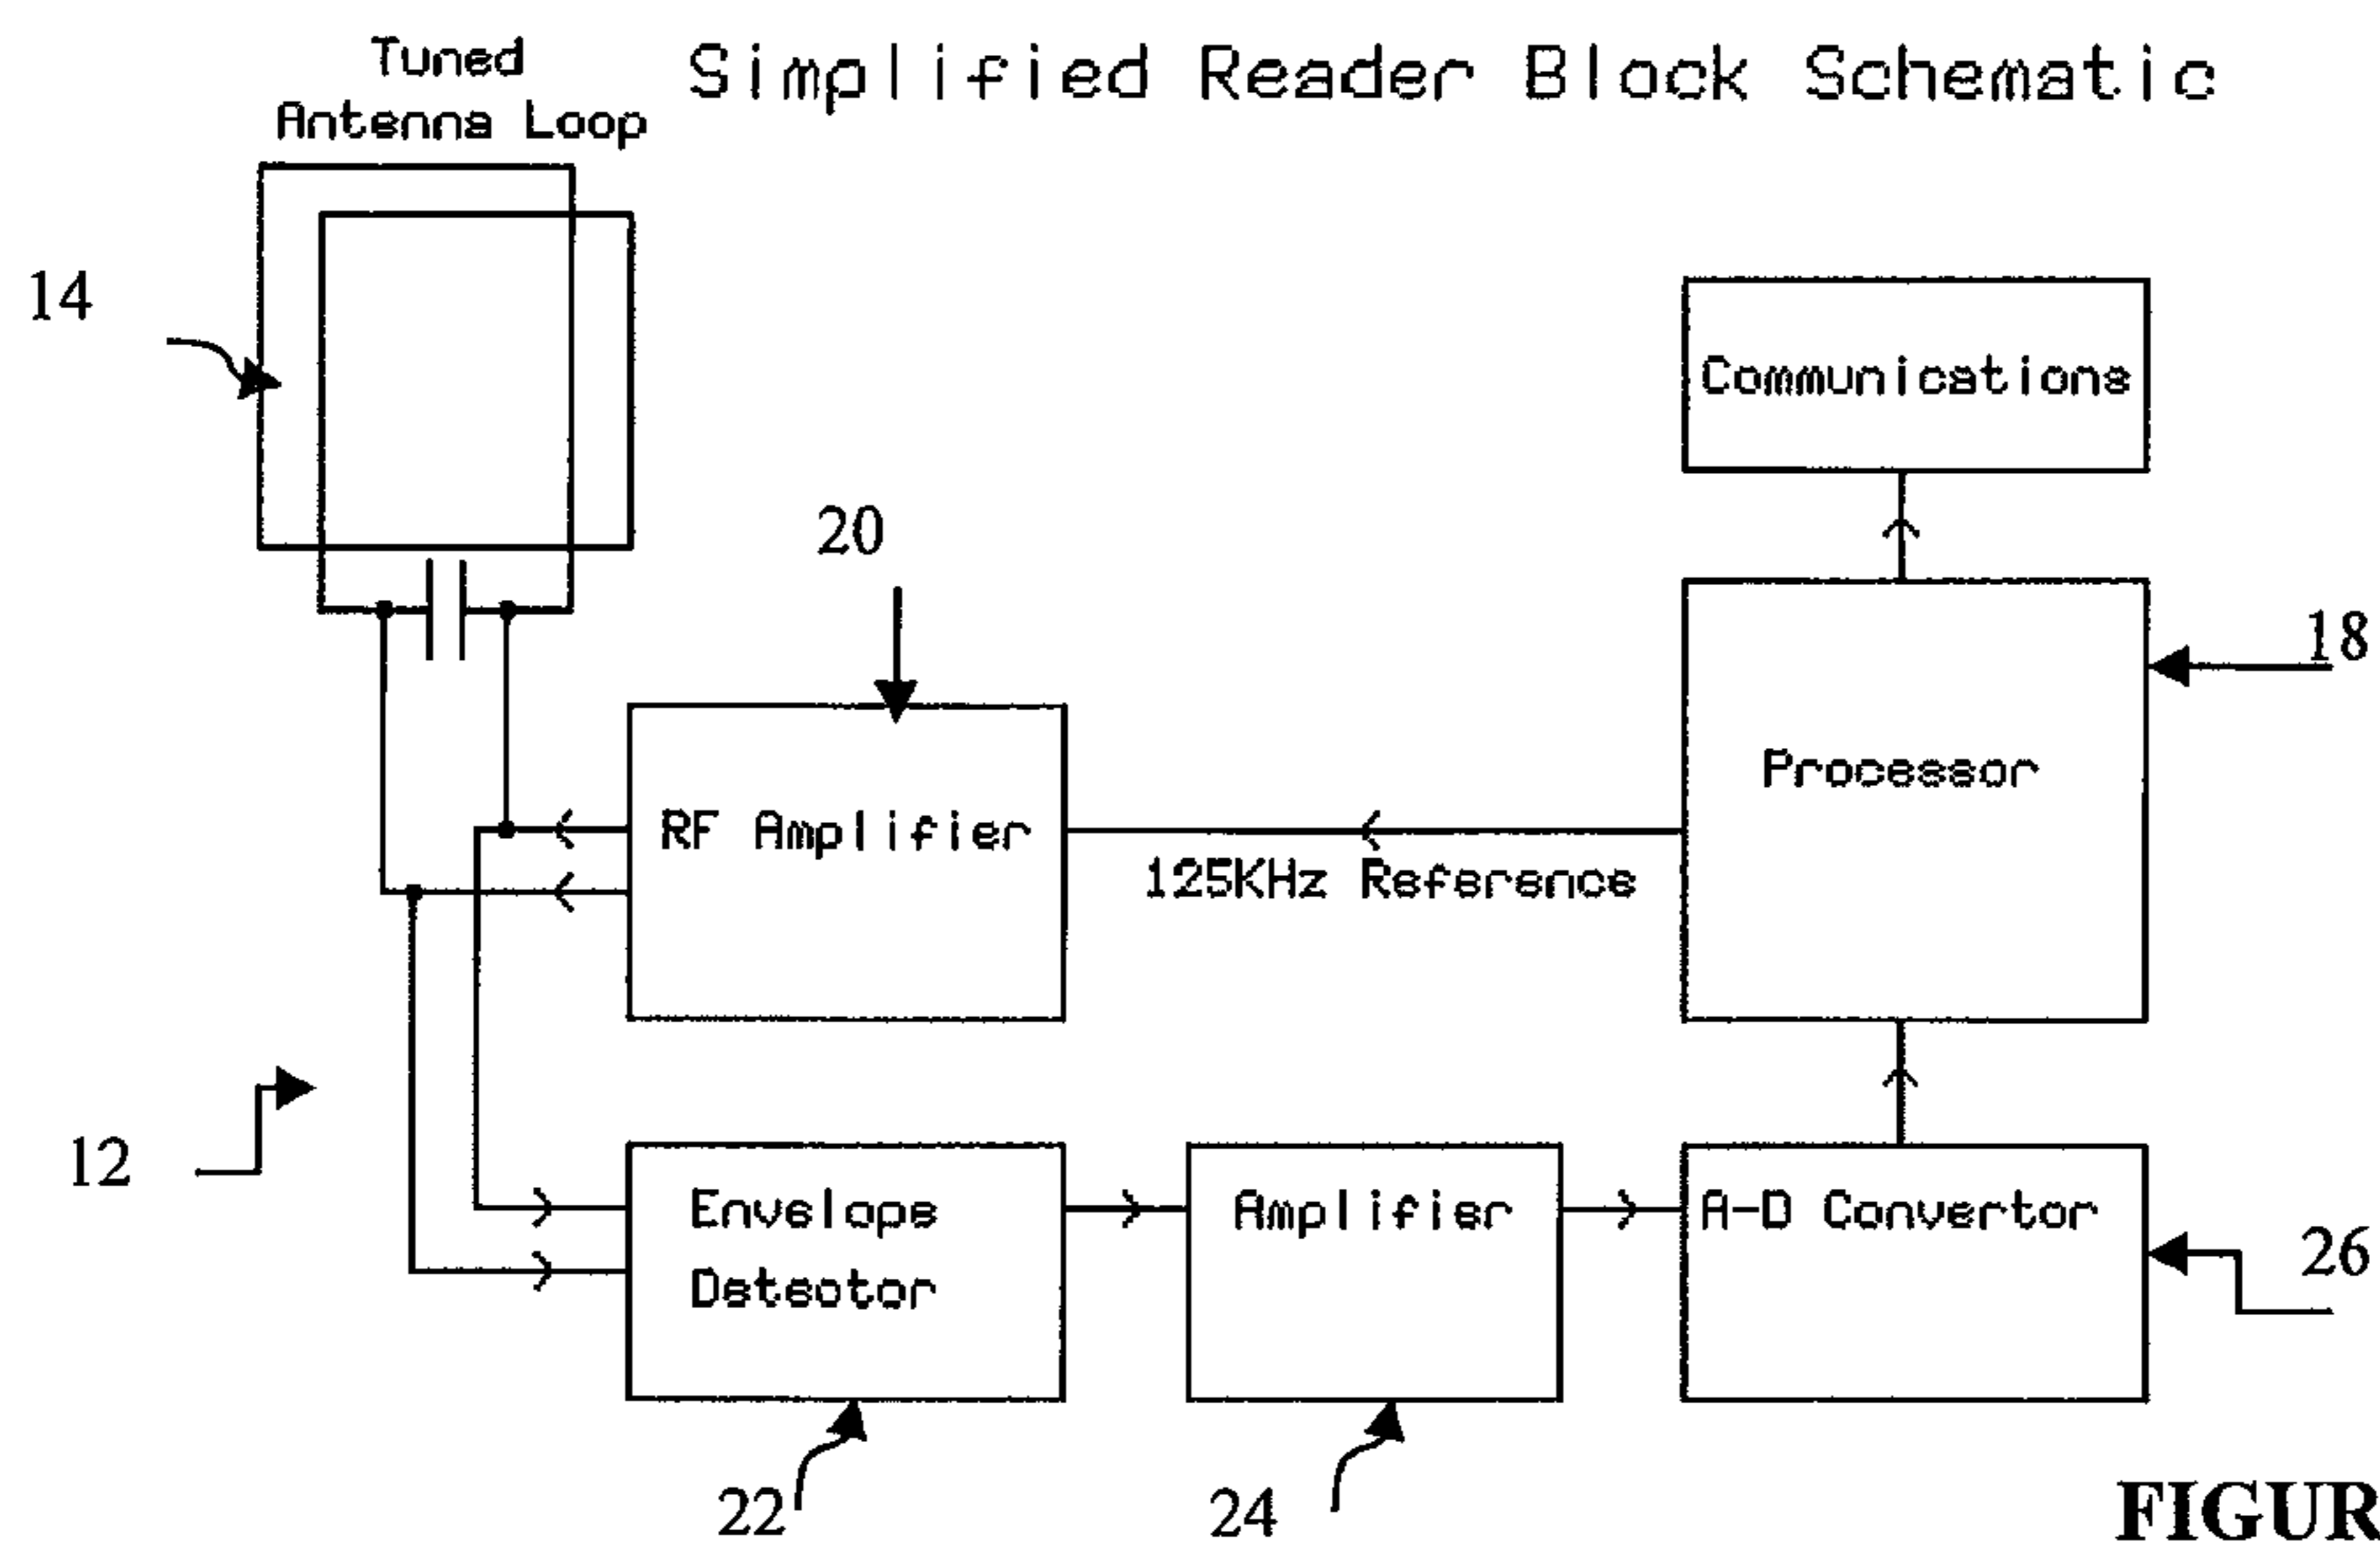 Tuned
Antenna Loop
Simplified Reader Block Schematic
14
Communications
20
18
Processor
RF Amplifier
125KHz Reference
12
Envelope
Detector
Amplifier
A-D Convertor
26
22
24
FIGUR